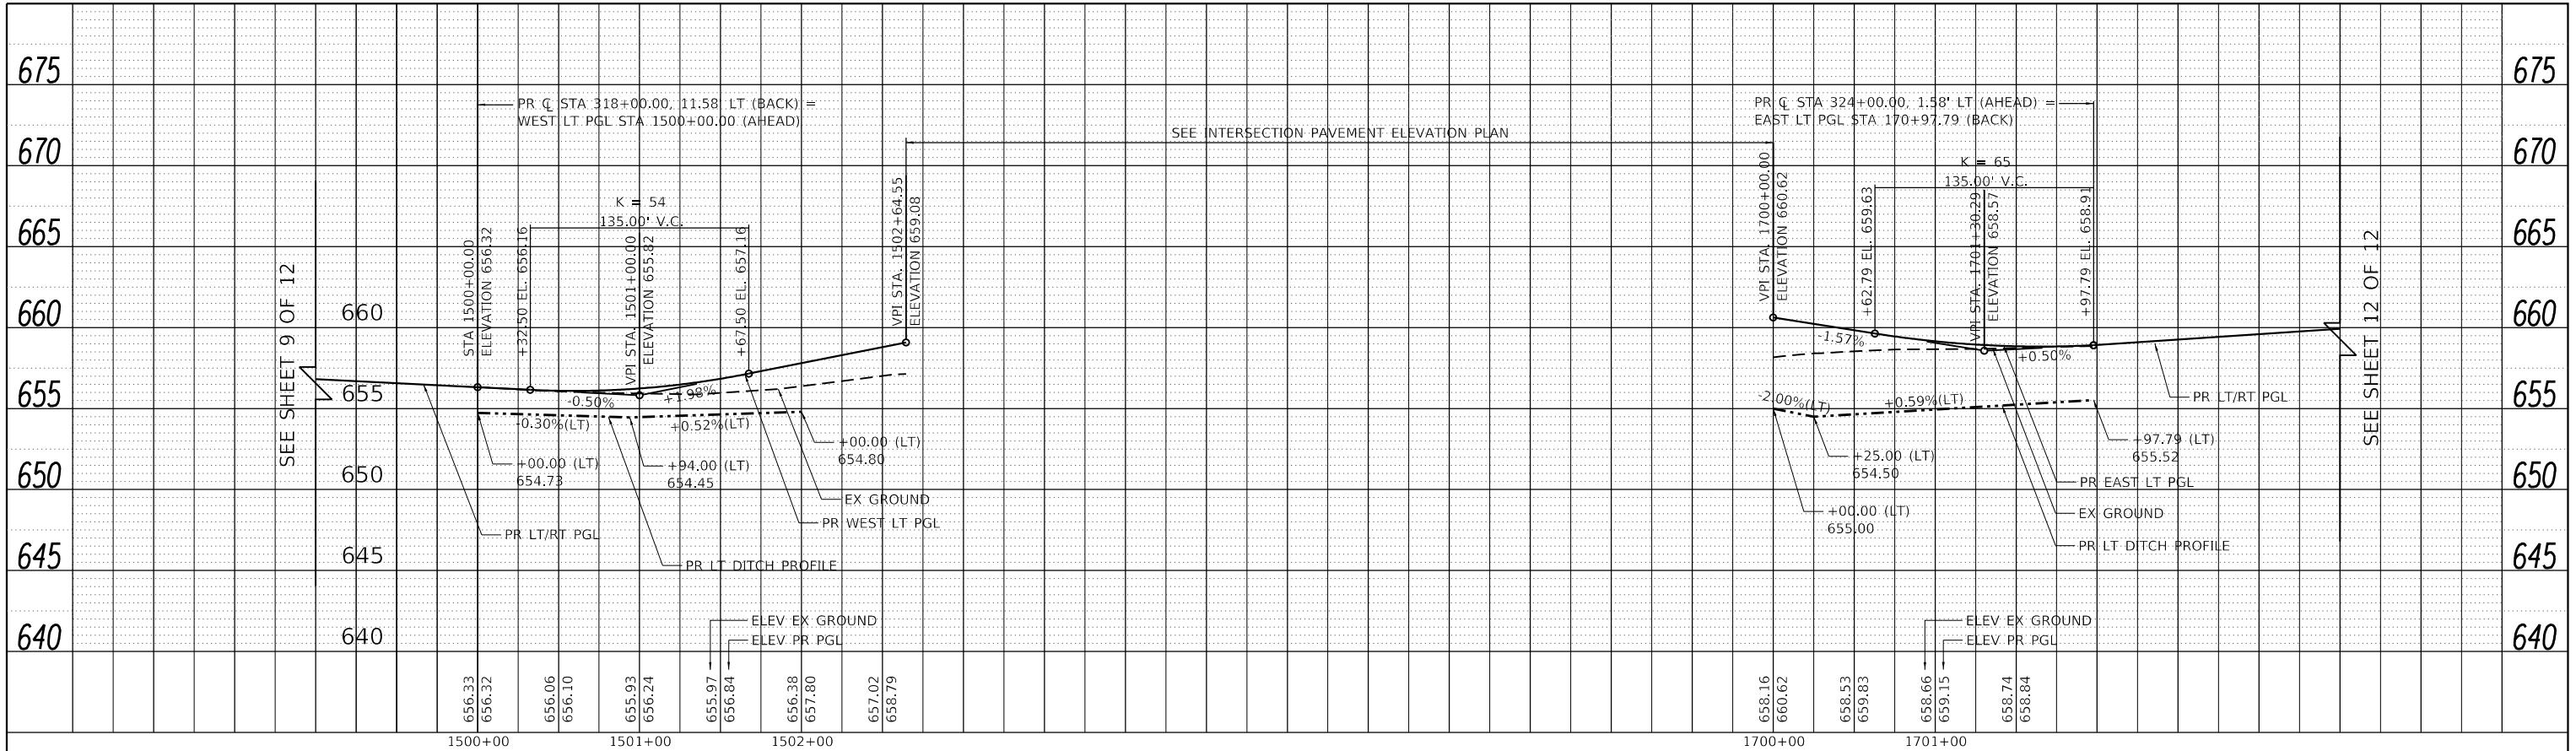 675
670
665
660
655
650
645
640
SEE SHEET 9 OF 12
660
655
650
645
640
PR ℄ STA 318+00.00, 11.58' LT (BACK) =
WEST LT PGL STA 1500+00.00 (AHEAD)
STA 1500+00.00
ELEVATION 656.32
+32.50 EL. 656.16
K = 54
135.00' V.C.
VPI STA. 1501+00.00
ELEVATION 655.82
+67.50 EL. 657.16
VPI STA. 1502+64.55
ELEVATION 659.08
-0.50%
+1.98%
-0.30%(LT)
+0.52%(LT)
+00.00 (LT)
654.73
+94.00 (LT)
654.45
+00.00 (LT)
654.80
EX GROUND
PR WEST LT PGL
PR LT/RT PGL
PR LT DITCH PROFILE
ELEV EX GROUND
ELEV PR PGL
SEE INTERSECTION PAVEMENT ELEVATION PLAN
PR ℄ STA 324+00.00, 1.58' LT (AHEAD) =
EAST LT PGL STA 170+97.79 (BACK)
VPI STA. 1700+00.00
ELEVATION 660.62
+62.79 EL. 659.63
K = 65
135.00' V.C.
VPI STA. 1701+30.29
ELEVATION 658.57
+97.79 EL. 658.91
-1.57%
+0.50%
-2.00%(LT)
+0.59%(LT)
PR LT/RT PGL
+97.79 (LT)
655.52
+25.00 (LT)
654.50
+00.00 (LT)
655.00
PR EAST LT PGL
EX GROUND
PR LT DITCH PROFILE
ELEV EX GROUND
ELEV PR PGL
SEE SHEET 12 OF 12
675
670
665
660
655
650
645
640
656.33
656.32
656.06
656.10
655.93
656.24
655.97
656.84
656.38
657.80
657.02
658.79
658.16
660.62
658.53
659.83
658.66
659.15
658.74
658.84
1500+00
1501+00
1502+00
1700+00
1701+00